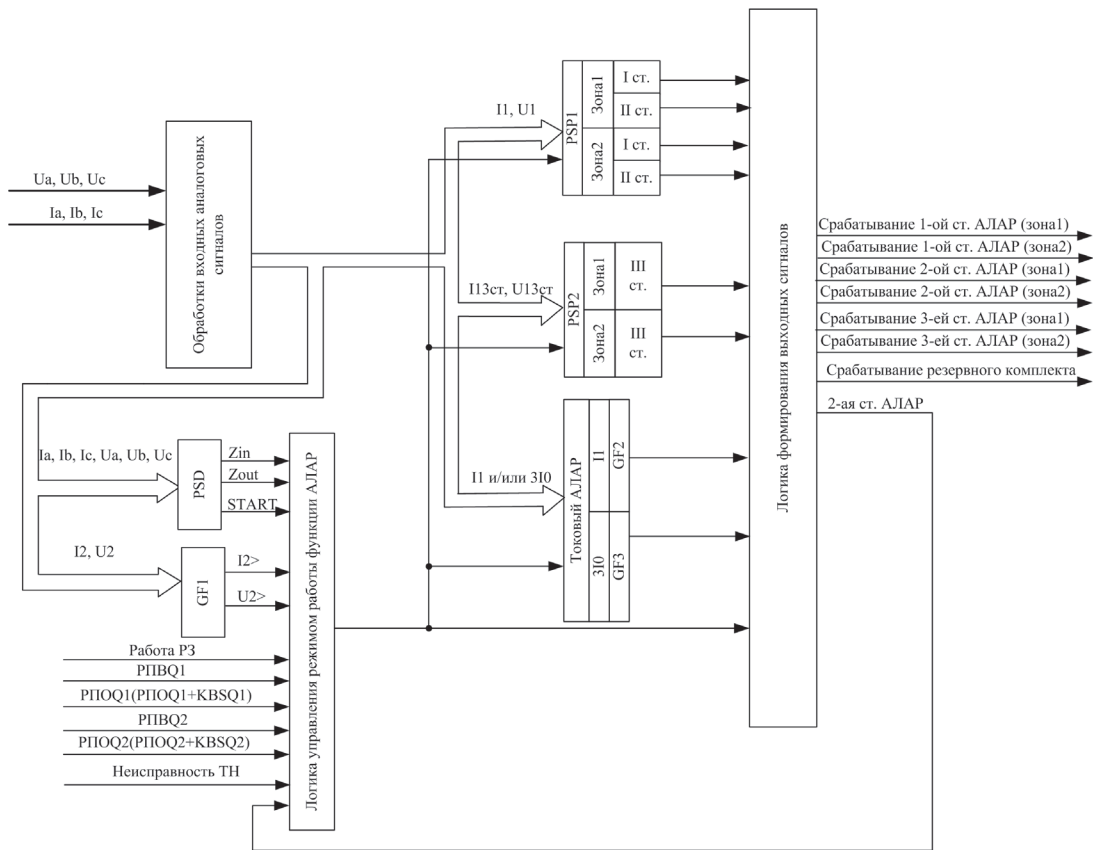 Ua, Ub, Uc
Ia, Ib, Ic
Обработки входных аналоговых
сигналов
I1, U1
PSP1
Зона1
I ст.
II ст.
Зона2
I ст.
II ст.
I13ст, U13ст
PSP2
Зона1
III
ст.
Зона2
III
ст.
I1 и/или 3I0
Токовый АЛАР
I1
GF2
3I0
GF3
Ia, Ib, Ic, Ua, Ub, Uc
PSD
Zin
Zout
START
I2, U2
GF1
I2>
U2>
Работа РЗ
РПВQ1
РПОQ1(РПОQ1+KBSQ1)
РПВQ2
РПОQ2(РПОQ2+KBSQ2)
Неисправность ТН
Логика управления режимом работы функции АЛАР
Логика формирования выходных сигналов
Срабатывание 1-ой ст. АЛАР (зона1)
Срабатывание 1-ой ст. АЛАР (зона2)
Срабатывание 2-ой ст. АЛАР (зона1)
Срабатывание 2-ой ст. АЛАР (зона2)
Срабатывание 3-ей ст. АЛАР (зона1)
Срабатывание 3-ей ст. АЛАР (зона2)
Срабатывание резервного комплекта
2-ая ст. АЛАР